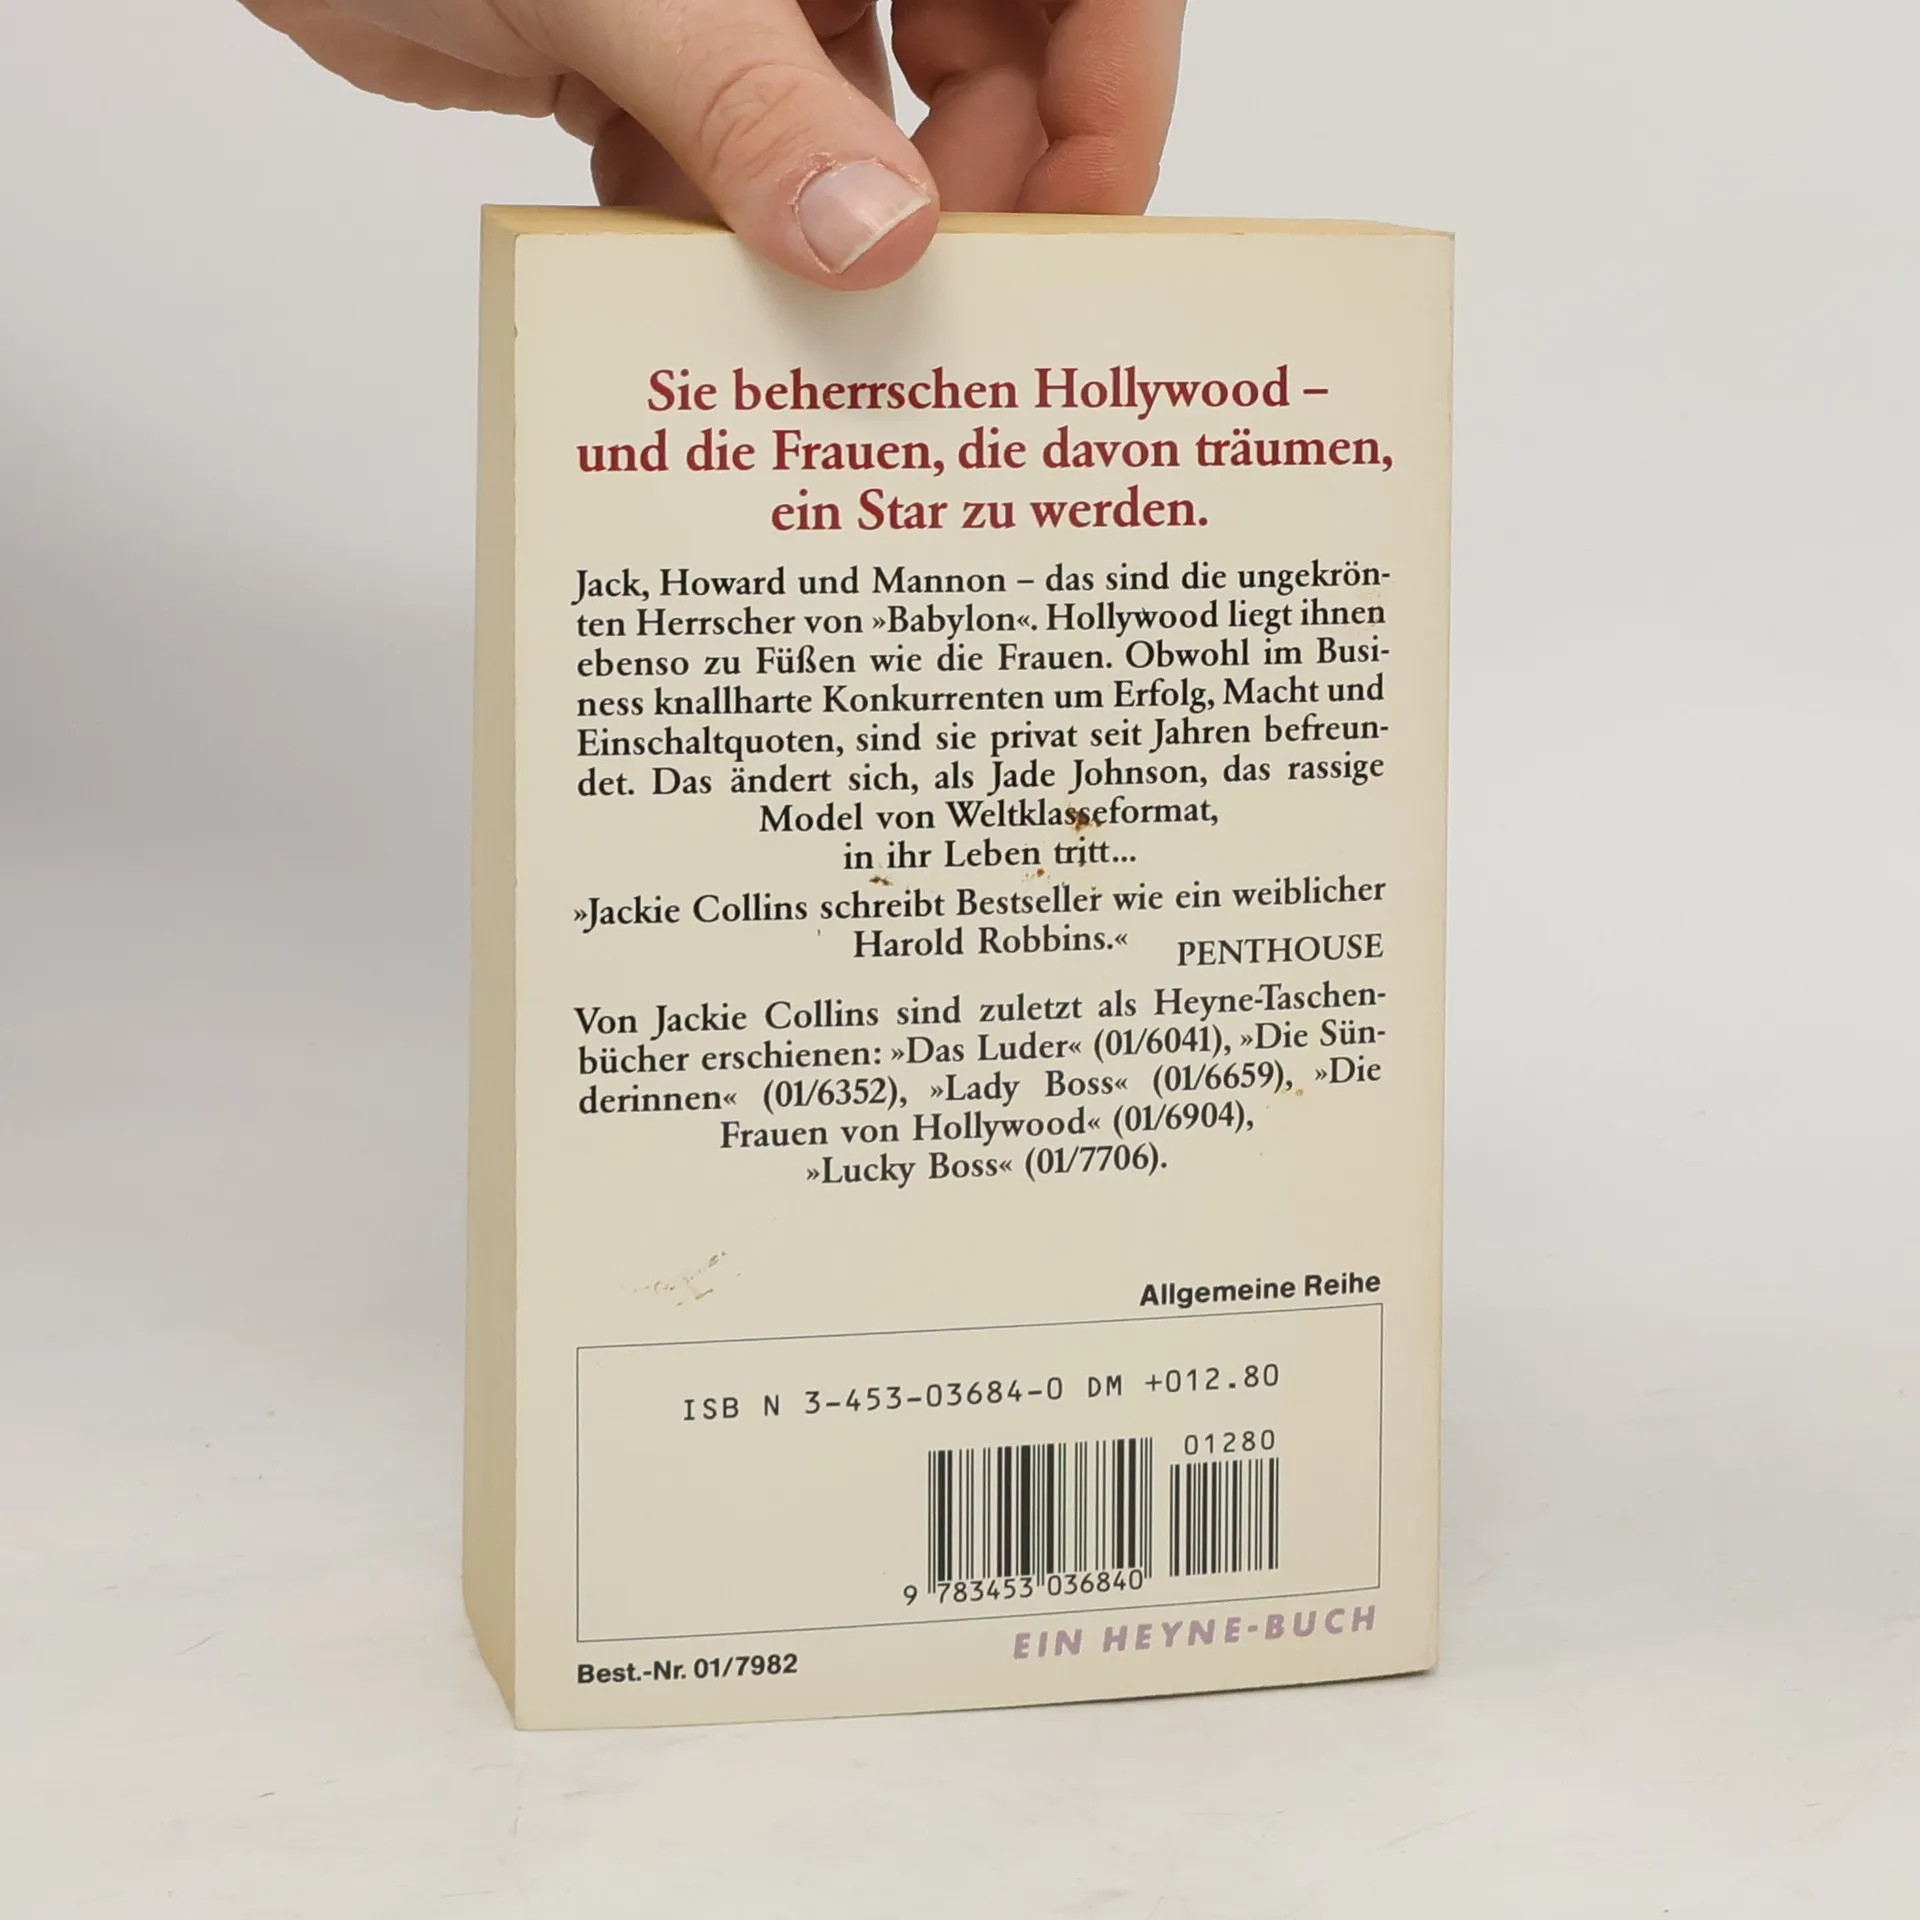 Sie beherrschen Hollywood –
und die Frauen, die davon träumen,
ein Star zu werden.
Jack, Howard und Mannon – das sind die ungekrön-
ten Herrscher von »Babylon«. Hollywood liegt ihnen
ebenso zu Füßen wie die Frauen. Obwohl im Busi-
ness knallharte Konkurrenten um Erfolg, Macht und
Einschaltquoten, sind sie privat seit Jahren befreun-
det. Das ändert sich, als Jade Johnson, das rassige
Model von Weltklasseformat,
in ihr Leben tritt...
»Jackie Collins schreibt Bestseller wie ein weiblicher
Harold Robbins.« PENTHOUSE
Von Jackie Collins sind zuletzt als Heyne-Taschen-
bücher erschienen: »Das Luder« (01/6041), »Die Sün-
derinnen« (01/6352), »Lady Boss« (01/6659), »Die
Frauen von Hollywood« (01/6904),
»Lucky Boss« (01/7706).
Allgemeine Reihe
ISB N 3-453-03684-0 DM +012.80
01280
9 783453 036840
EIN HEYNE-BUCH
Best.-Nr. 01/7982